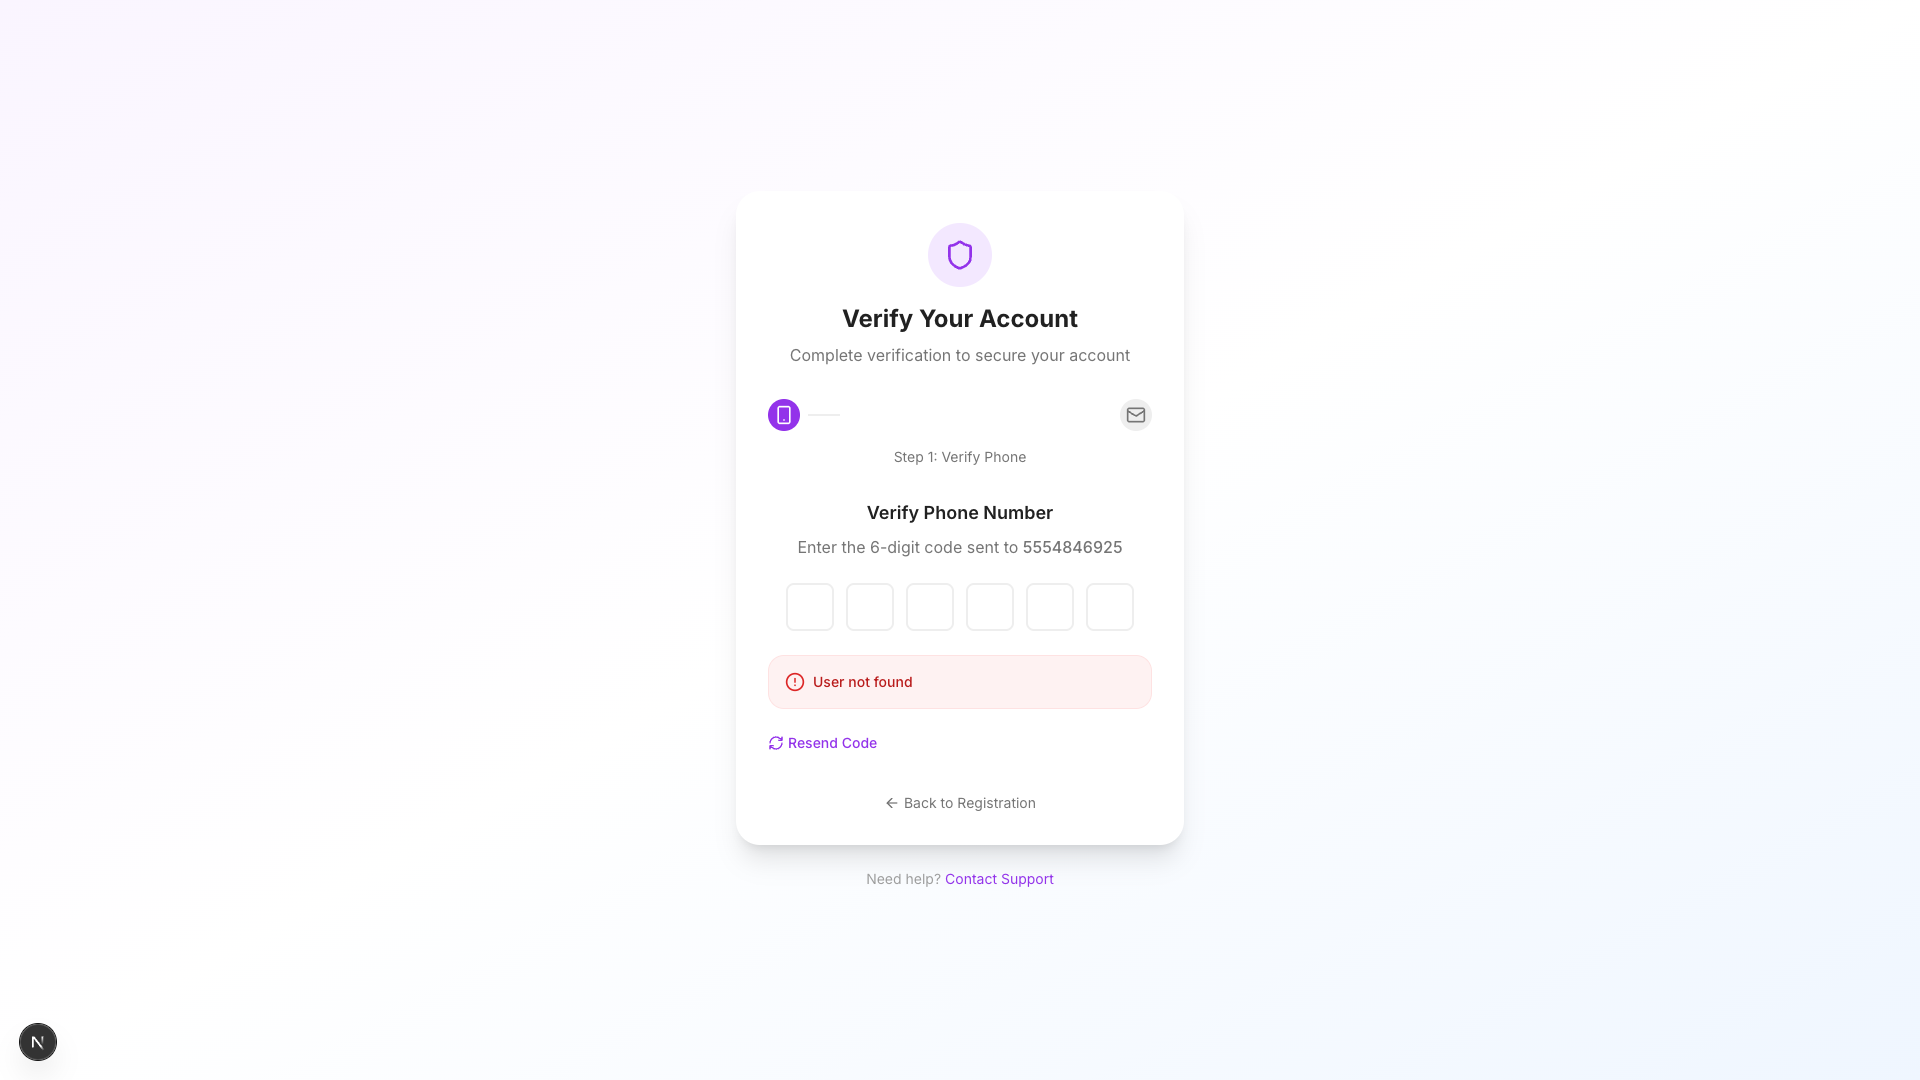 Verify Your Account
Complete verification to secure your account
Step 1: Verify Phone
Verify Phone Number
Enter the 6-digit code sent to 5554846925
User not found
Resend Code
Back to Registration
Need help? Contact Support
N